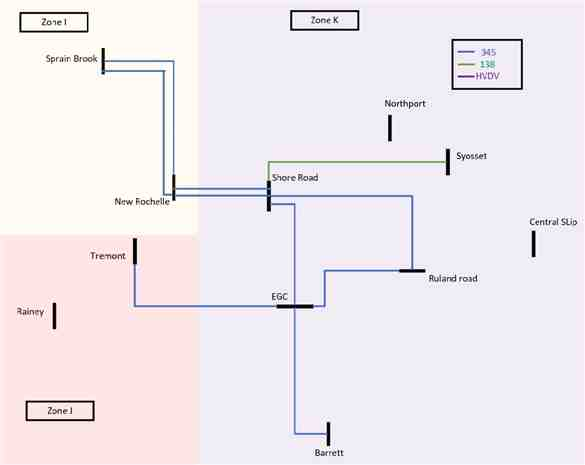 Zone I
Zone K
Sprain Brook
345
138
HVDV
Northport
Syosset
Shore Road
New Rochelle
Central SLip
Tremont
Ruland road
EGC
Rainey
Zone J
Barrett